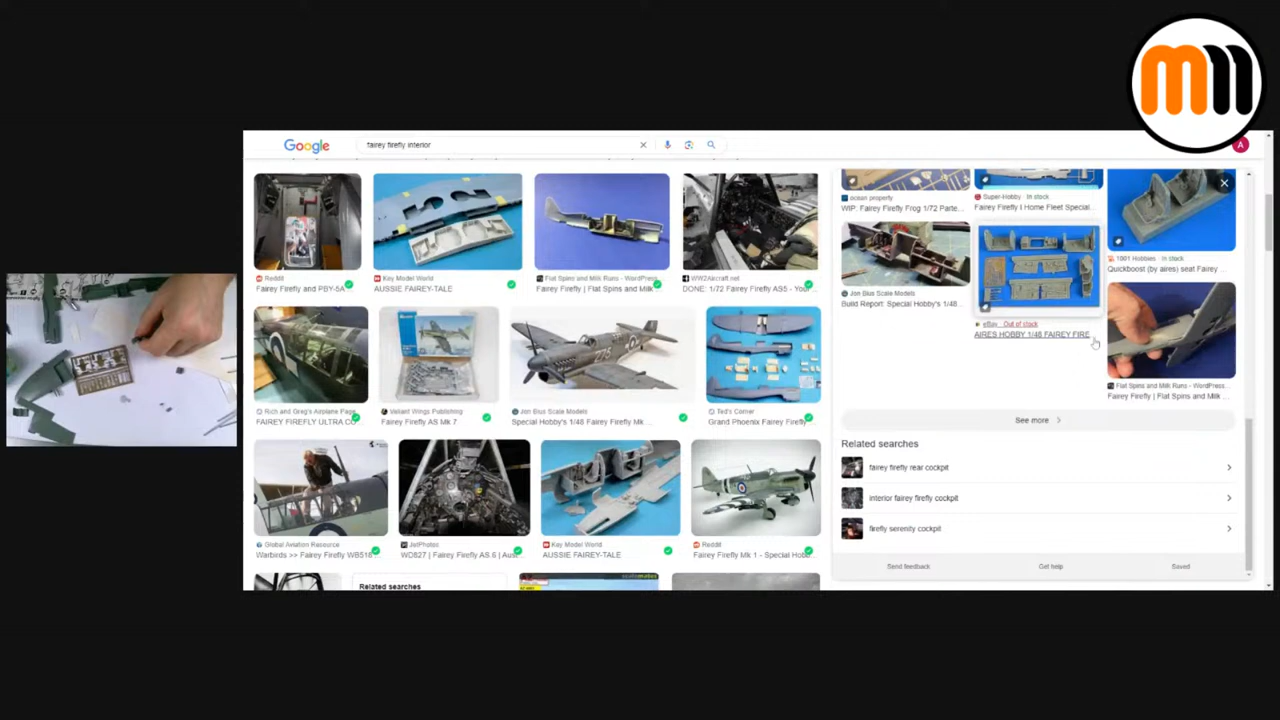 Google
fairey firefly interior
A
Reddit
Fairey Firefly and PBY-5A
Key Model World
AUSSIE FAIREY-TALE
Flat Spins and Milk Runs - WordPress
Fairey Firefly | Flat Spins and Milk
WW2Aircraft.net
DONE: 1/72 Fairey Firefly AS5 - Your
Rich and Greg's Airplane Page
FAIREY FIREFLY ULTRA CO
Valiant Wings Publishing
Fairey Firefly AS Mk 7
Jon Bius Scale Models
Special Hobby's 1/48 Fairey Firefly Mk ...
Ted's Corner
Grand Phoenix Fairey Firefly
Global Aviation Resource
Warbirds >> Fairey Firefly WB518
JetPhotos
WD827 | Fairey Firefly AS 6 | Aust
Key Model World
AUSSIE FAIREY-TALE
Reddit
Fairey Firefly Mk 1 - Special Hobb
Related searches
ocean property
WIP: Fairey Firefly Frog 1/72 Parte...
Super-Hobby · In stock
Fairey Firefly I Home Fleet Special...
1001 Hobbies · In stock
Quickboost (by aires) seat Fairey ...
Jon Bius Scale Models
Build Report: Special Hobby's 1/48 ...
eBay · Out of stock
AIRES HOBBY 1/48 FAIREY FIRE
Flat Spins and Milk Runs - WordPress...
Fairey Firefly | Flat Spins and Milk ...
See more
Related searches
fairey firefly rear cockpit
interior fairey firefly cockpit
firefly serenity cockpit
Send feedback
Get help
Saved